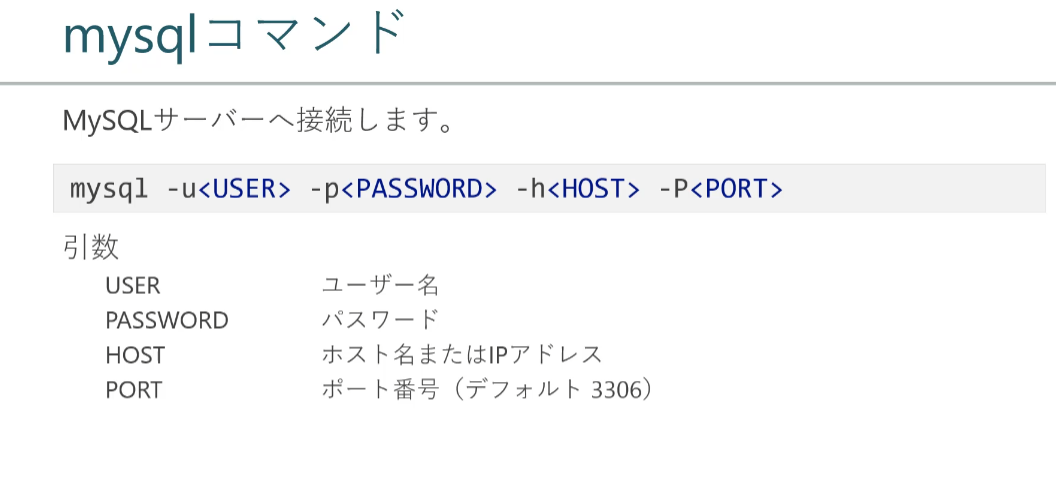 mysqlコマンド
MySQLサーバーへ接続します。
mysql -u<USER> -p<PASSWORD> -h<HOST> -P<PORT>
引数
USER ユーザー名
PASSWORD パスワード
HOST ホスト名またはIPアドレス
PORT ポート番号（デフォルト 3306）